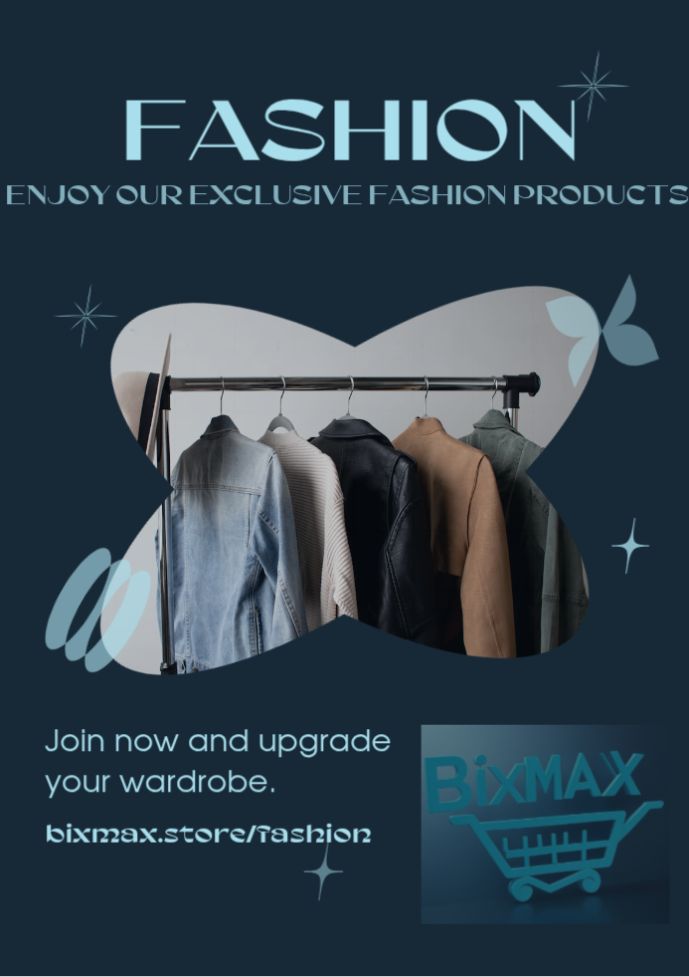 FASHION
ENJOY OUR EXCLUSIVE FASHION PRODUCTS
Join now and upgrade
your wardrobe.
bixmax.store/fashion
BixMAX